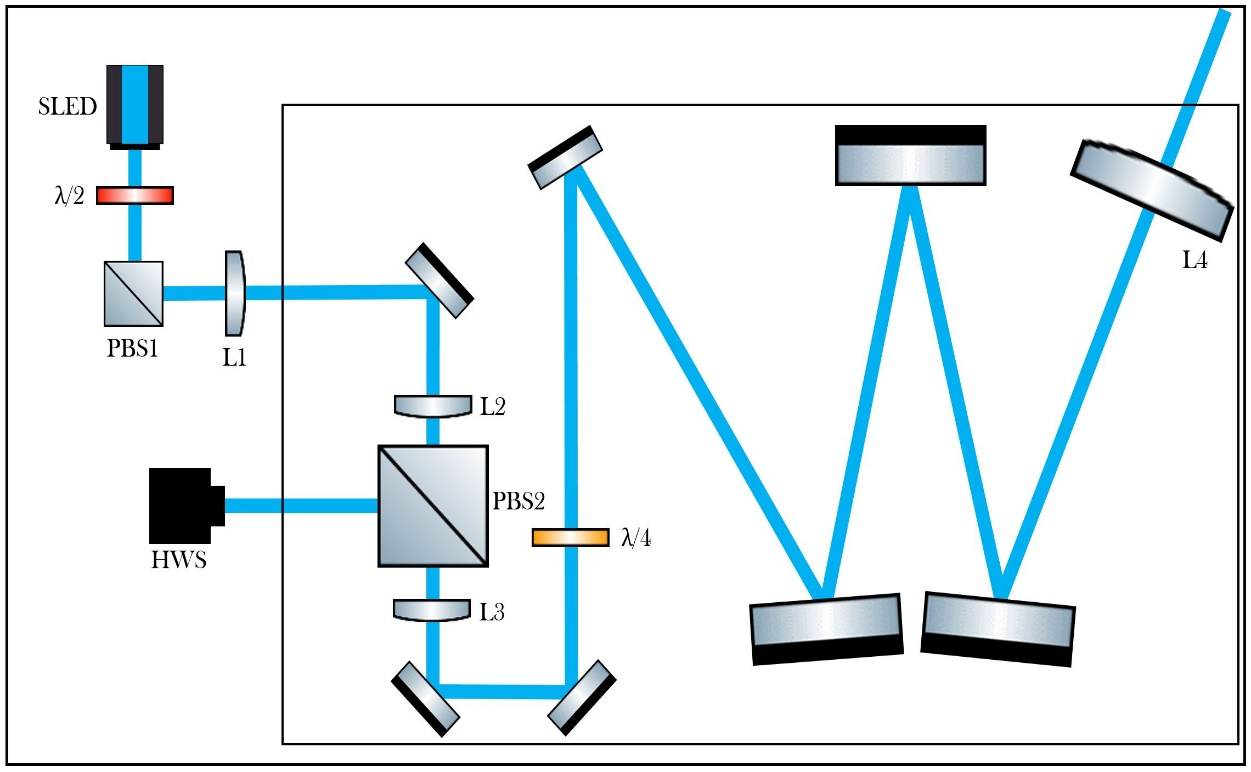 SLED
λ/2
PBS1
L1
L2
PBS2
HWS
λ/4
L3
L4